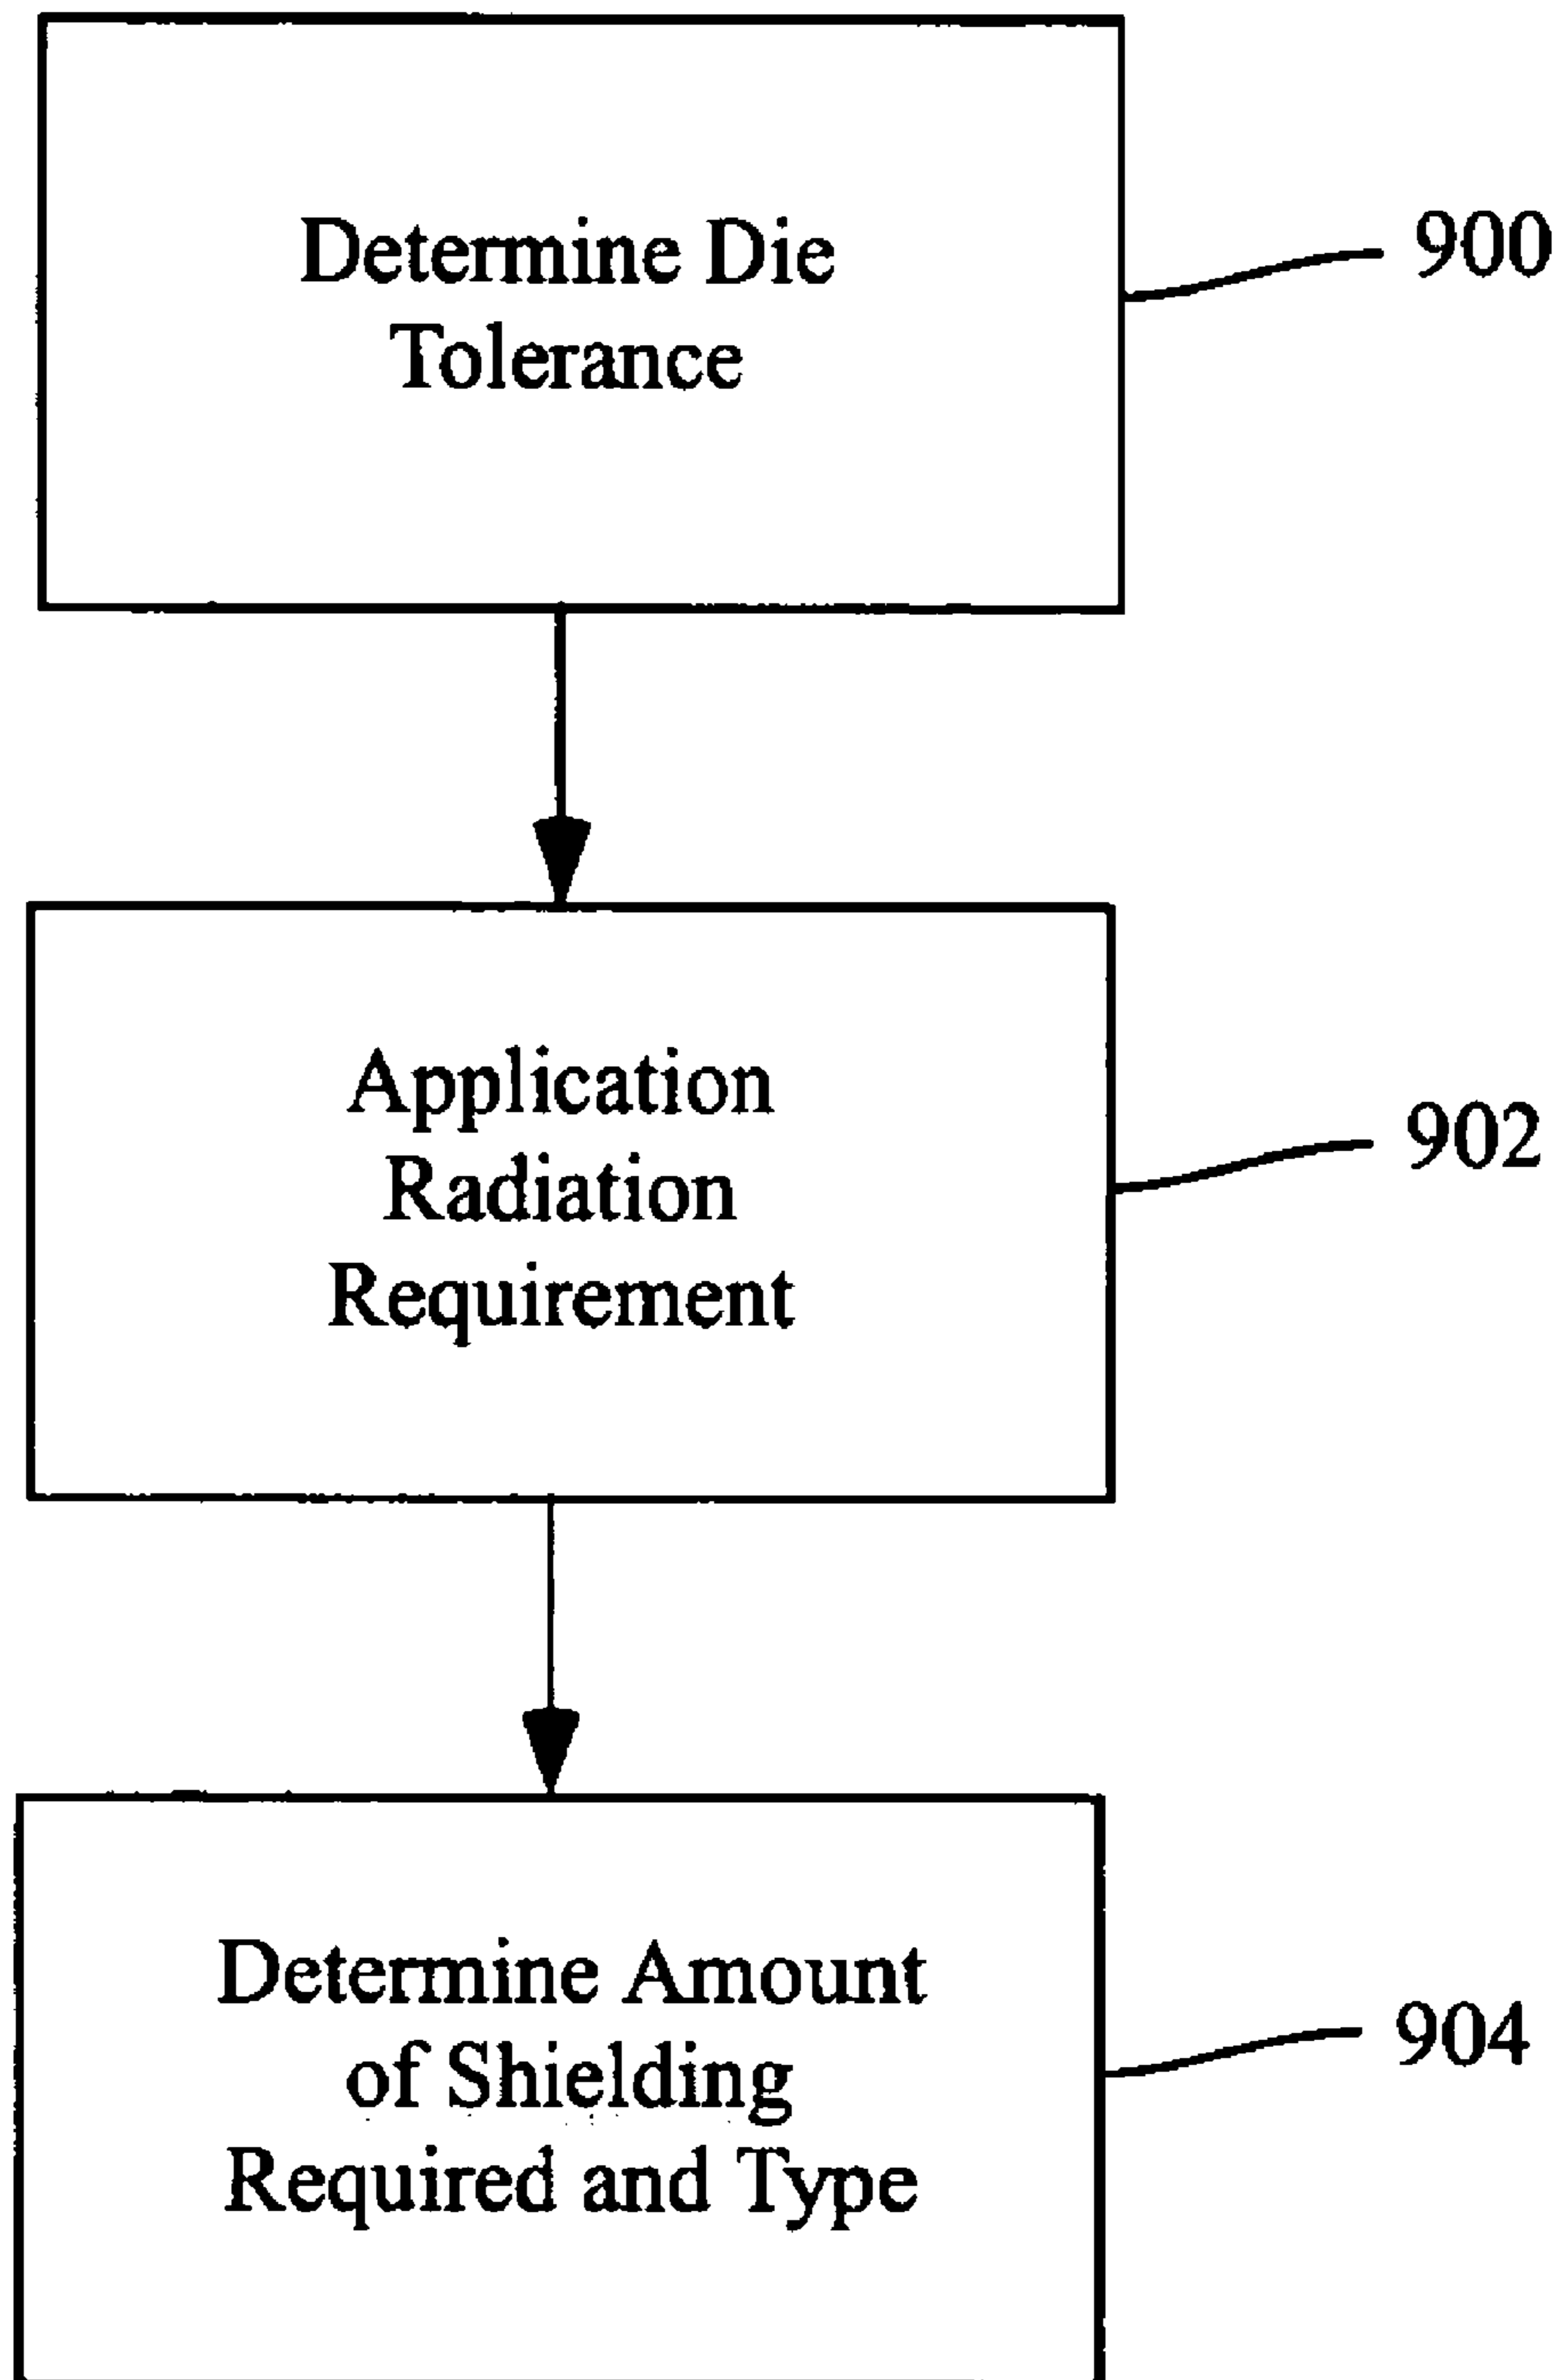 Determine Die
Tolerance
900
Application
Radiation
Requirement
902
Determine Amount
of Shielding
Required and Type
904